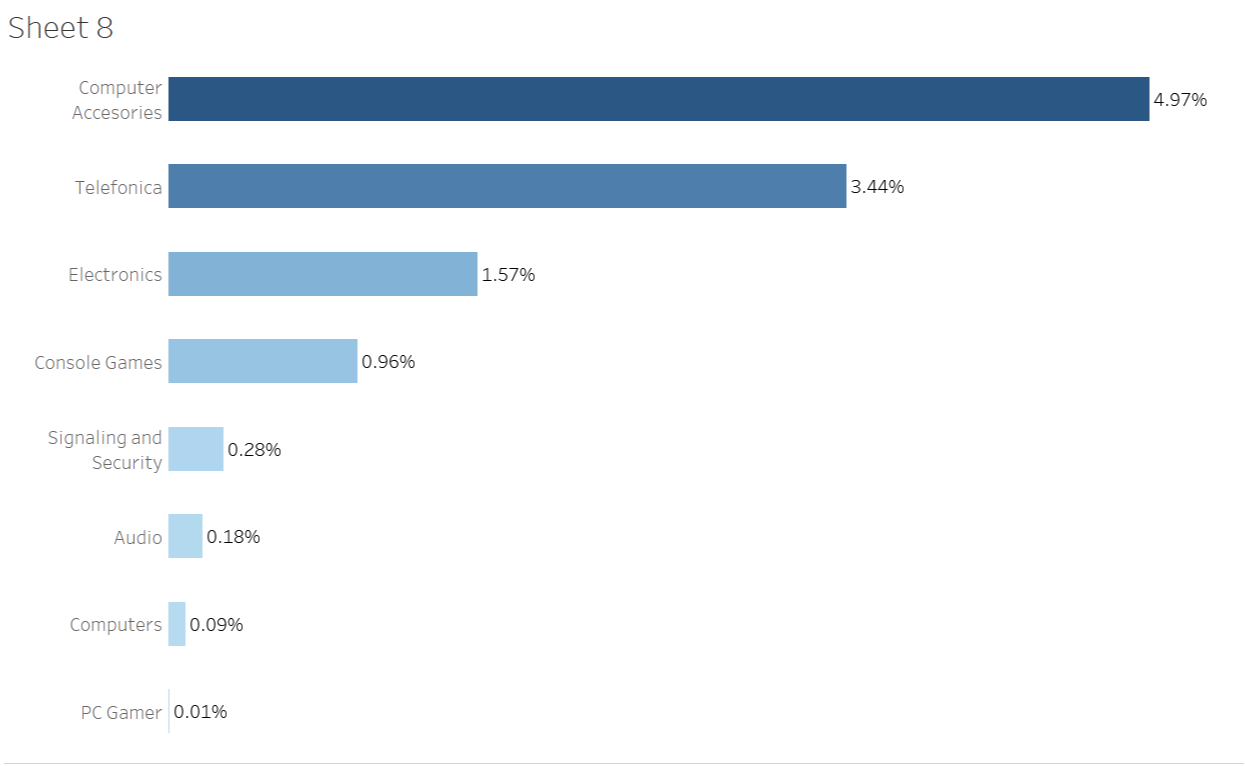 Sheet 8
Computer
Accesories
4.97%
Telefonica
3.44%
Electronics
1.57%
Console Games
0.96%
Signaling and
Security
0.28%
Audio
0.18%
Computers
0.09%
PC Gamer
0.01%